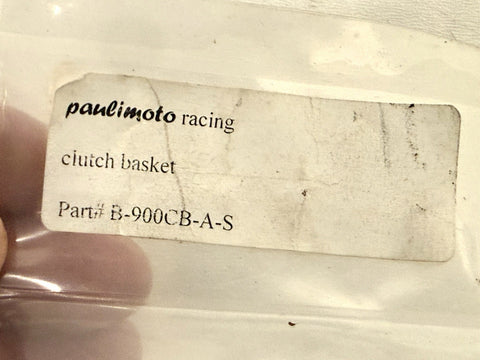 paulimoto racing
clutch basket
Part# B-900CB-A-S